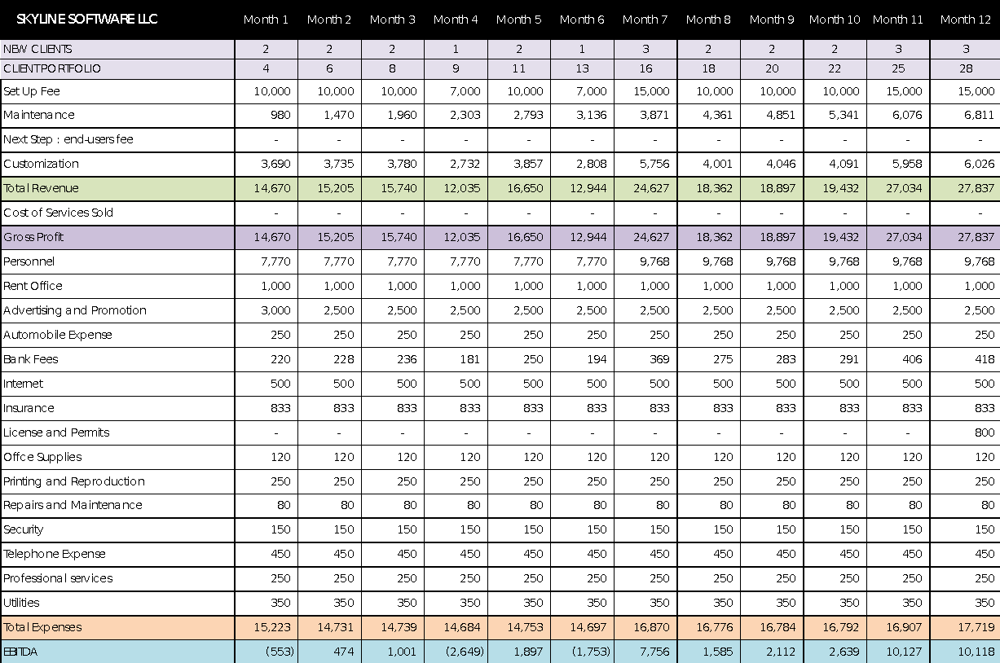 SKYLINE SOFTWARE LLC Month 1 Month 2 Month 3 Month 4 Month 5 Month 6 Month 7 Month 8 Month 9 Month 10 Month 11 Month 12
NEW CLIENTS 2 2 2 1 2 1 3 2 2 2 3 3
CLIENT PORTFOLIO 4 6 8 9 11 13 16 18 20 22 25 28
Set Up Fee 10,000 10,000 10,000 7,000 10,000 7,000 15,000 10,000 10,000 10,000 15,000 15,000
Maintenance 980 1,470 1,960 2,303 2,793 3,136 3,871 4,361 4,851 5,341 6,076 6,811
Next Step : end-users fee - - - - - - - - - - - -
Customization 3,690 3,735 3,780 2,732 3,857 2,808 5,756 4,001 4,046 4,091 5,958 6,026
Total Revenue 14,670 15,205 15,740 12,035 16,650 12,944 24,627 18,362 18,897 19,432 27,034 27,837
Cost of Services Sold - - - - - - - - - - - -
Gross Profit 14,670 15,205 15,740 12,035 16,650 12,944 24,627 18,362 18,897 19,432 27,034 27,837
Personnel 7,770 7,770 7,770 7,770 7,770 7,770 9,768 9,768 9,768 9,768 9,768 9,768
Rent Office 1,000 1,000 1,000 1,000 1,000 1,000 1,000 1,000 1,000 1,000 1,000 1,000
Advertising and Promotion 3,000 2,500 2,500 2,500 2,500 2,500 2,500 2,500 2,500 2,500 2,500 2,500
Automobile Expense 250 250 250 250 250 250 250 250 250 250 250 250
Bank Fees 220 228 236 181 250 194 369 275 283 291 406 418
Internet 500 500 500 500 500 500 500 500 500 500 500 500
Insurance 833 833 833 833 833 833 833 833 833 833 833 833
License and Permits - - - - - - - - - - - 800
Offce Supplies 120 120 120 120 120 120 120 120 120 120 120 120
Printing and Reproduction 250 250 250 250 250 250 250 250 250 250 250 250
Repairs and Maintenance 80 80 80 80 80 80 80 80 80 80 80 80
Security 150 150 150 150 150 150 150 150 150 150 150 150
Telephone Expense 450 450 450 450 450 450 450 450 450 450 450 450
Professional services 250 250 250 250 250 250 250 250 250 250 250 250
Utilities 350 350 350 350 350 350 350 350 350 350 350 350
Total Expenses 15,223 14,731 14,739 14,684 14,753 14,697 16,870 16,776 16,784 16,792 16,907 17,719
EBITDA (553) 474 1,001 (2,649) 1,897 (1,753) 7,756 1,585 2,112 2,639 10,127 10,118